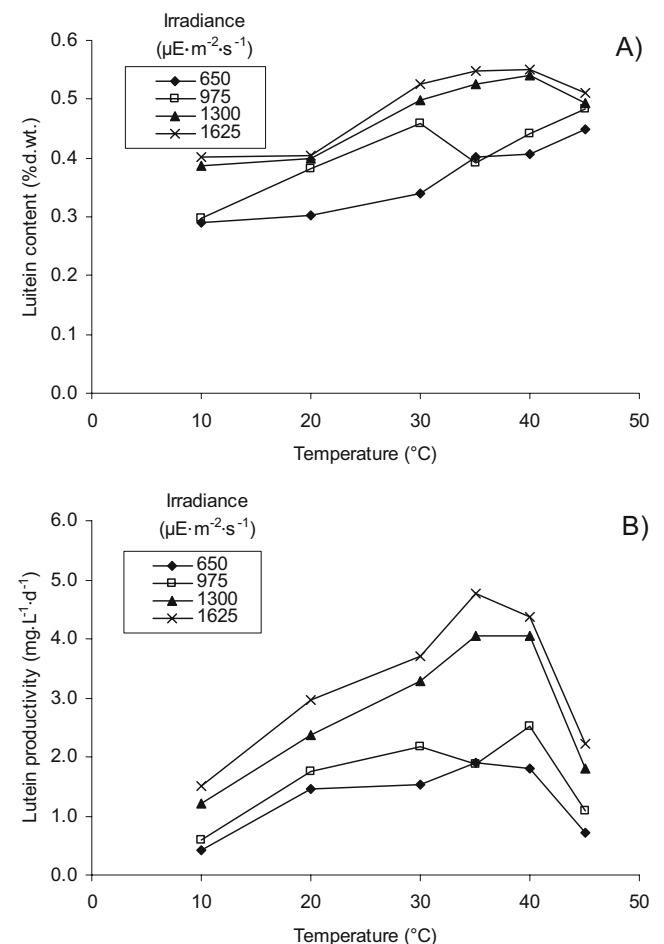 Irradiance
(µE·m⁻²·s⁻¹)
A)
650
975
1300
1625
0.6
0.5
0.4
0.3
0.2
0.1
0.0
Luitein content (%d.wt.)
0 10 20 30 40 50
Temperature (°C)
Irradiance
(µE·m⁻²·s⁻¹)
B)
650
975
1300
1625
6.0
5.0
4.0
3.0
2.0
1.0
0.0
Lutein productivity (mg.L⁻¹·d⁻¹)
0 10 20 30 40 50
Temperature (°C)